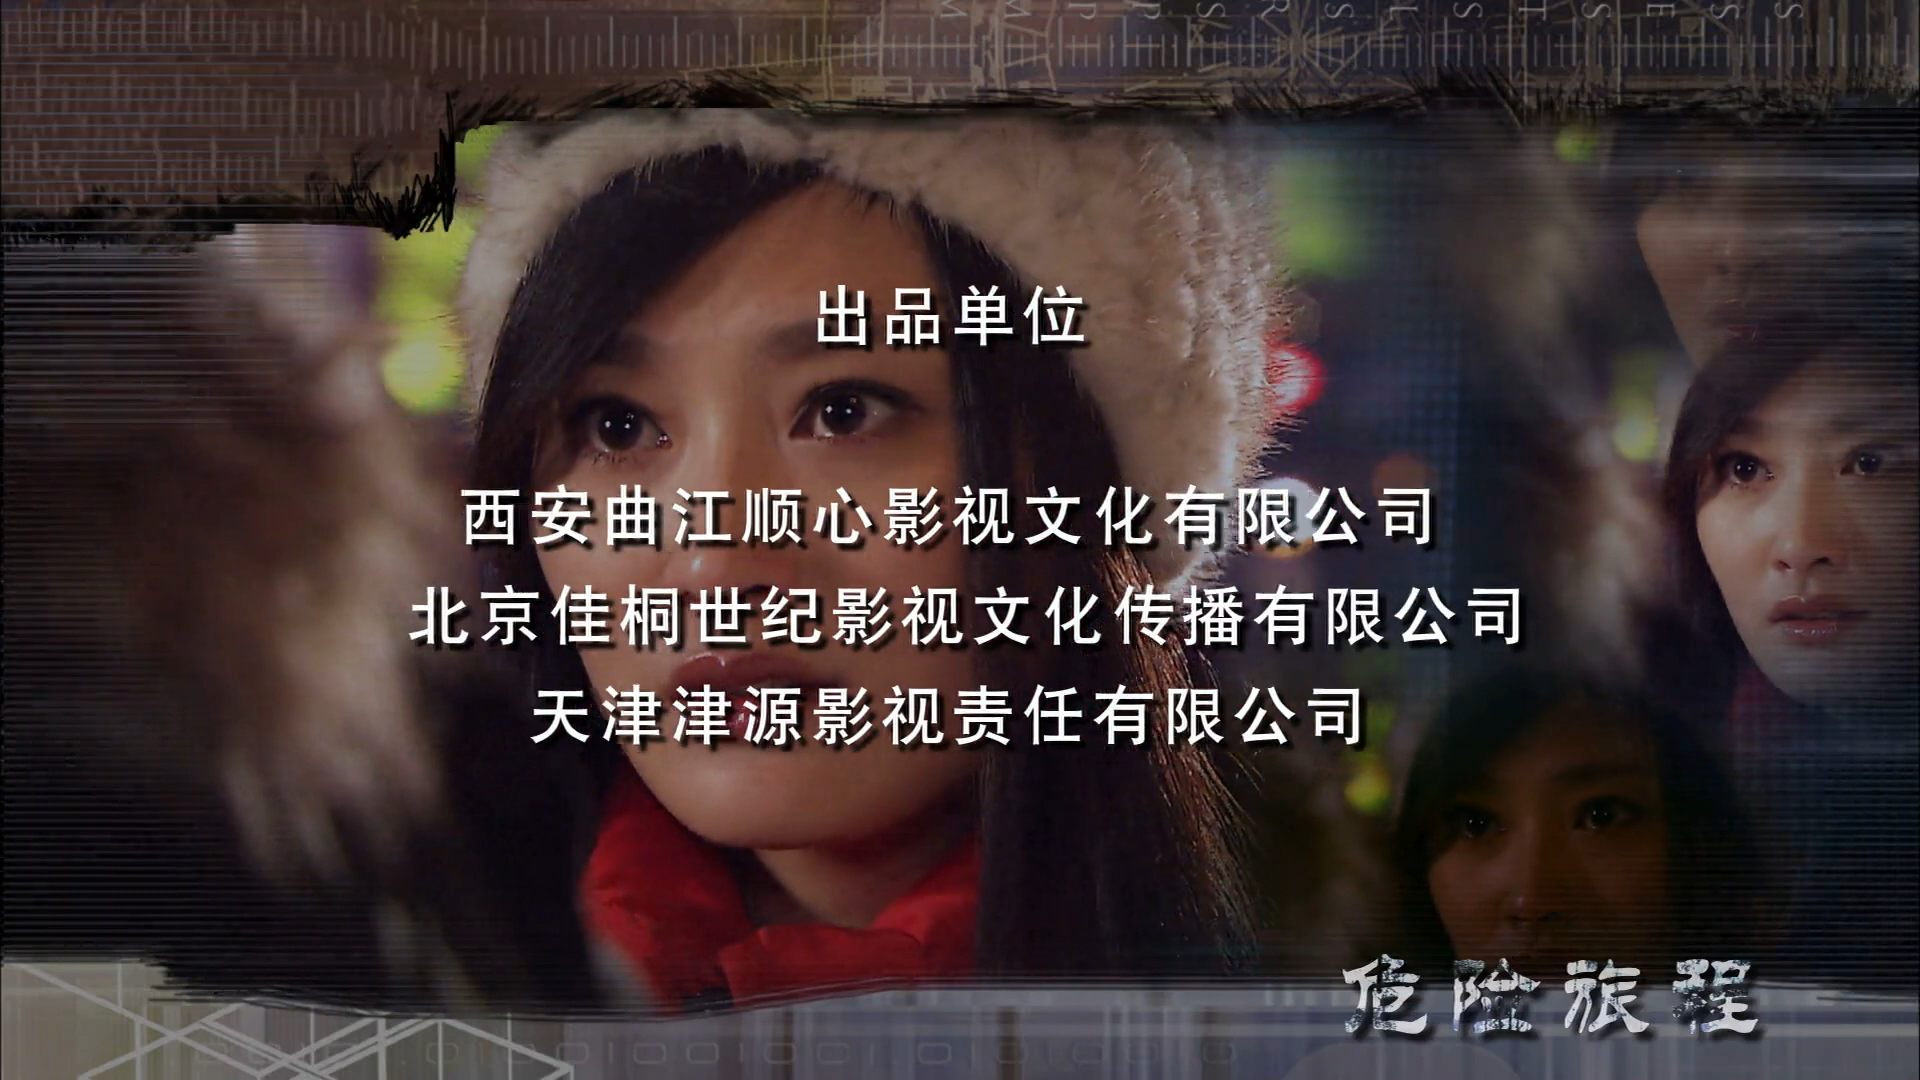 出品单位
西安曲江顺心影视文化有限公司
北京佳桐世纪影视文化传播有限公司
天津津源影视责任有限公司
危险旅程